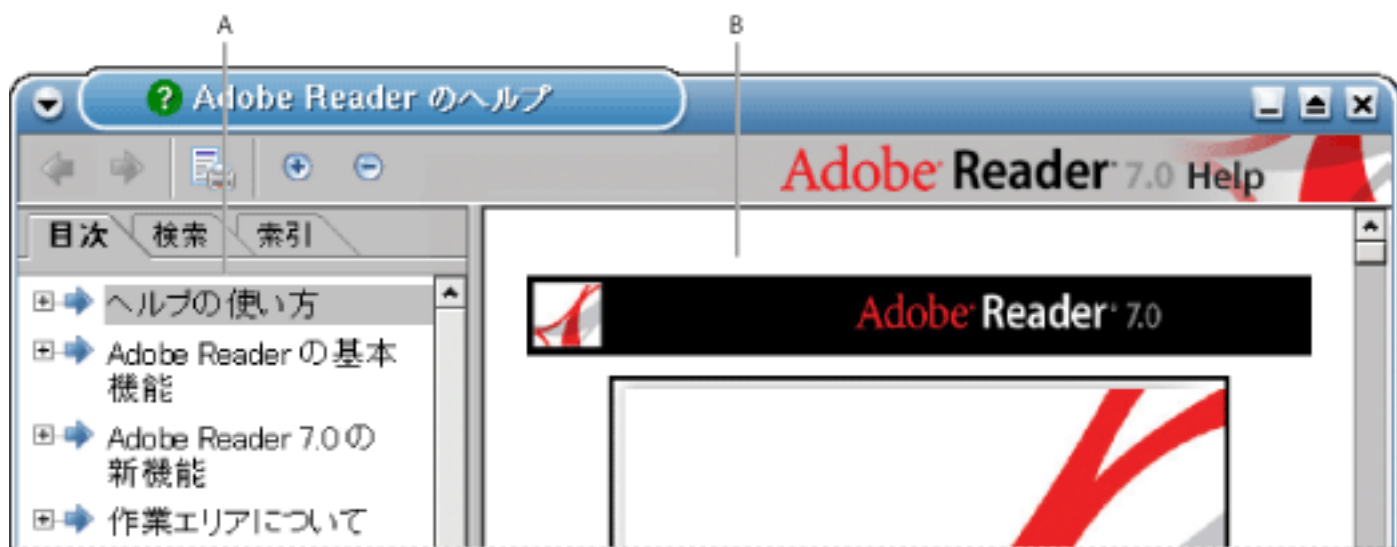 A
B
Adobe Reader のヘルプ
Adobe Reader 7.0 Help
目次 検索 索引
ヘルプの使い方
Adobe Reader の基本
機能
Adobe Reader 7.0 の
新機能
作業エリアについて
Adobe Reader 7.0